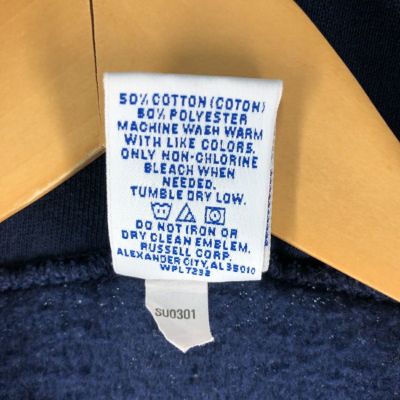 50% COTTON (COTON)
50% POLYESTER
MACHINE WASH WARM
WITH LIKE COLORS.
ONLY NON-CHLORINE
BLEACH WHEN
NEEDED.
TUMBLE DRY LOW.
DO NOT IRON OR
DRY CLEAN EMBLEM.
RUSSELL CORP.
ALEXANDER CITY, AL 35010
WPL 7232
SU0301